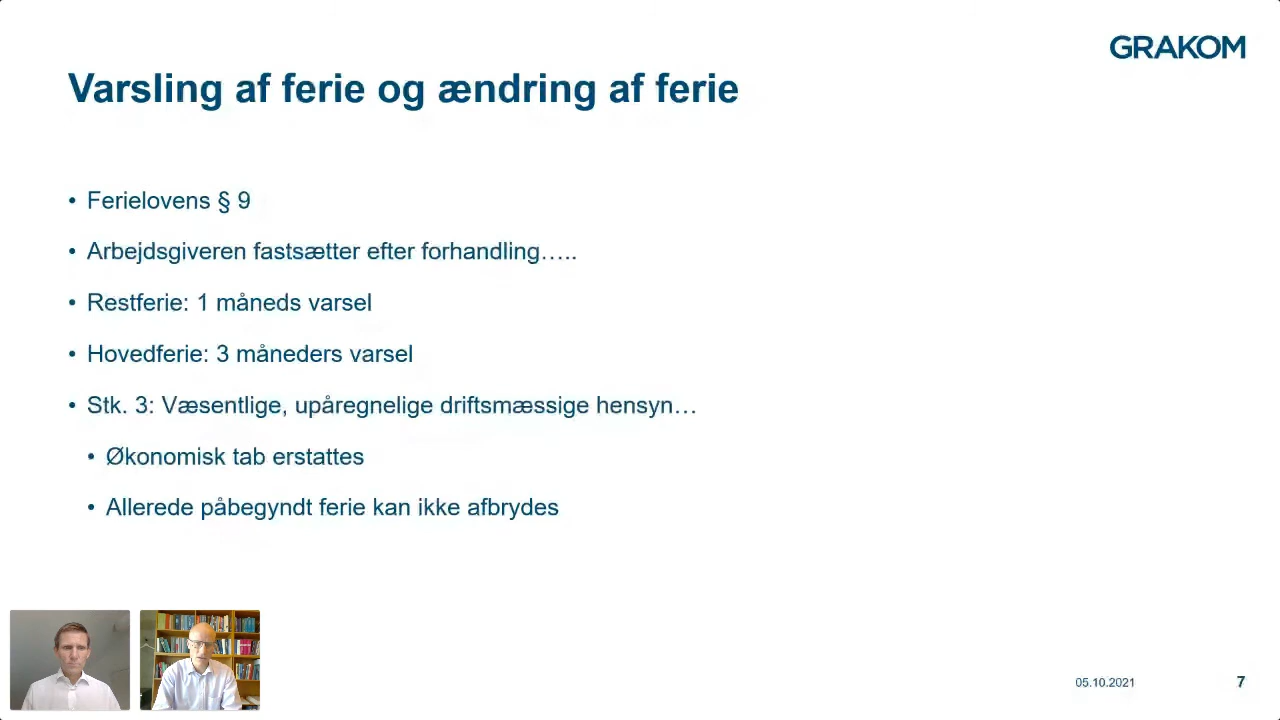 GRAKOM
Varsling af ferie og ændring af ferie
• Ferielovens § 9
• Arbejdsgiveren fastsætter efter forhandling…..
• Restferie: 1 måneds varsel
• Hovedferie: 3 måneders varsel
• Stk. 3: Væsentlige, upåregnelige driftsmæssige hensyn…
• Økonomisk tab erstattes
• Allerede påbegyndt ferie kan ikke afbrydes
05.10.2021
7